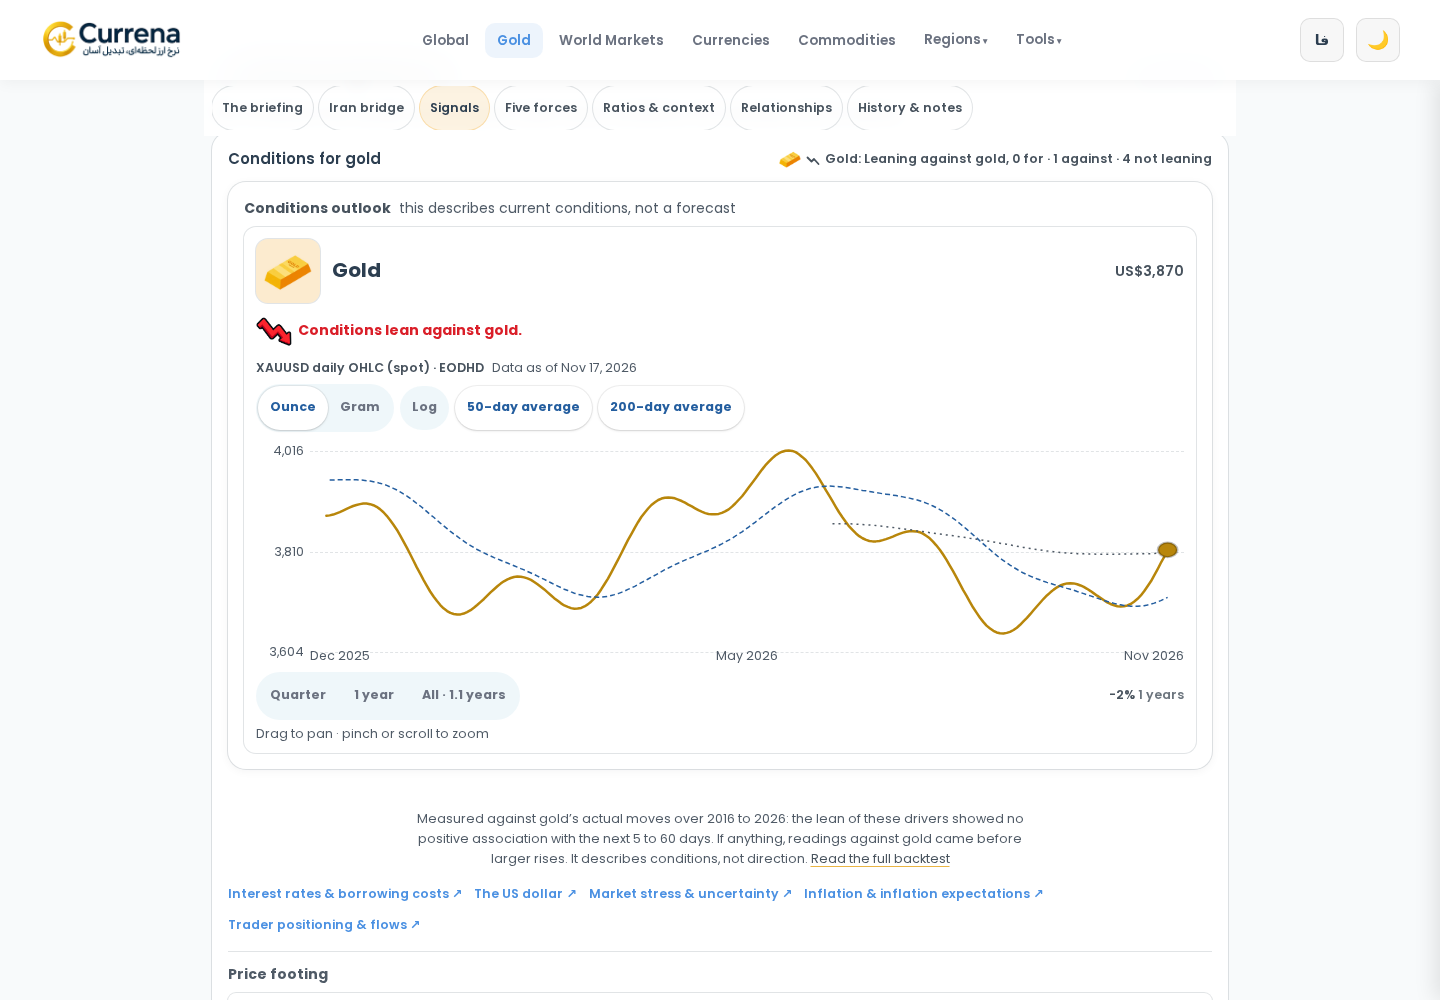 Currena
نرخ ارز لحظه‌ای، تبدیل آسان
Global
Gold
World Markets
Currencies
Commodities
Regions ▾
Tools ▾
فا
The briefing
Iran bridge
Signals
Five forces
Ratios & context
Relationships
History & notes
Conditions for gold
Gold: Leaning against gold, 0 for · 1 against · 4 not leaning
Conditions outlook this describes current conditions, not a forecast
Gold
US$3,870
Conditions lean against gold.
XAUUSD daily OHLC (spot) · EODHD Data as of Nov 17, 2026
Ounce
Gram
Log
50-day average
200-day average
4,016
3,810
3,604
Dec 2025
May 2026
Nov 2026
Quarter
1 year
All · 1.1 years
-2% 1 years
Drag to pan · pinch or scroll to zoom
Measured against gold’s actual moves over 2016 to 2026: the lean of these drivers showed no
positive association with the next 5 to 60 days. If anything, readings against gold came before
larger rises. It describes conditions, not direction. Read the full backtest
Interest rates & borrowing costs ↗
The US dollar ↗
Market stress & uncertainty ↗
Inflation & inflation expectations ↗
Trader positioning & flows ↗
Price footing